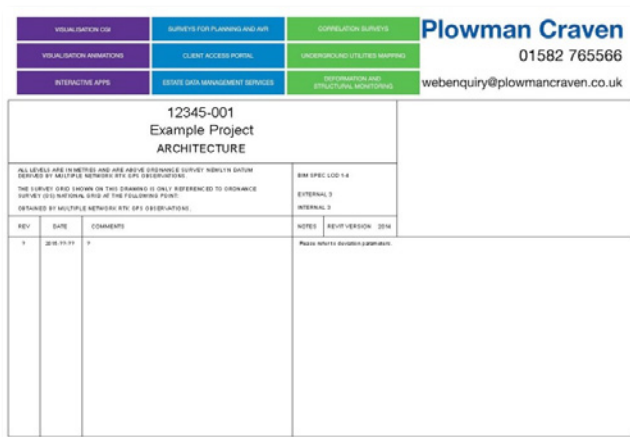 VISUALISATION CGI
SURVEYS FOR PLANNING AND AVR
CORRELATION SURVEYS
Plowman Craven
VISUALISATION ANIMATIONS
CLIENT ACCESS PORTAL
UNDERGROUND UTILITIES MAPPING
01582 765566
INTERACTIVE APPS
ESTATE DATA MANAGEMENT SERVICES
DEFORMATION AND
STRUCTURAL MONITORING
webenquiry@plowmancraven.co.uk
12345-001
Example Project
ARCHITECTURE
ALL LEVELS ARE IN METRES AND ARE ABOVE ORDNANCE SURVEY NEWLYN DATUM
DERIVED BY MULTIPLE NETWORK RTK GPS OBSERVATIONS
BIM SPEC LOD 1-4
THE SURVEY GRID SHOWN ON THIS DRAWING IS ONLY REFERENCED TO ORDNANCE
SURVEY (OS) NATIONAL GRID AT THE FOLLOWING POINT:
EXTERNAL 3
OBTAINED BY MULTIPLE NETWORK RTK GPS OBSERVATIONS.
INTERNAL 3
REV DATE COMMENTS
NOTES REVIT VERSION 2014
? 2015-??-?? ?
Please refer to deviation parameters.